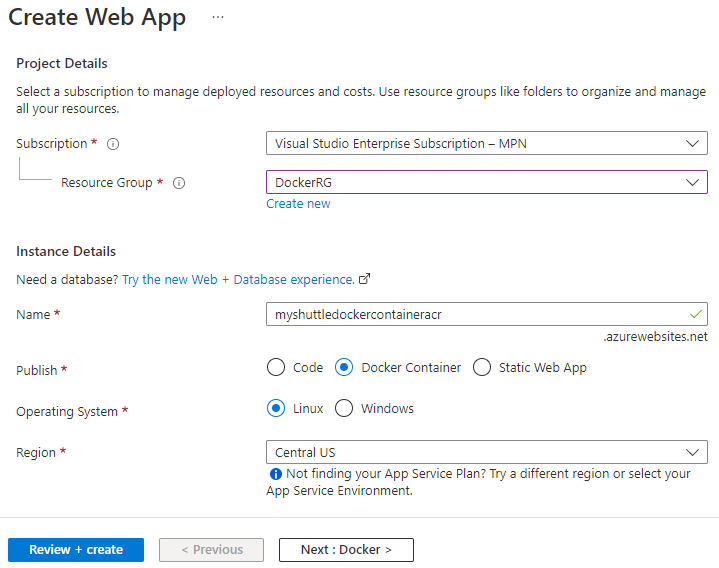 Create Web App ...
Project Details
Select a subscription to manage deployed resources and costs. Use resource groups like folders to organize and manage
all your resources.
Subscription * Visual Studio Enterprise Subscription – MPN
Resource Group * DockerRG
Create new
Instance Details
Need a database? Try the new Web + Database experience.
Name * myshuttledockercontaineracr
.azurewebsites.net
Publish * Code Docker Container Static Web App
Operating System * Linux Windows
Region * Central US
Not finding your App Service Plan? Try a different region or select your
App Service Environment.
Review + create < Previous Next : Docker >